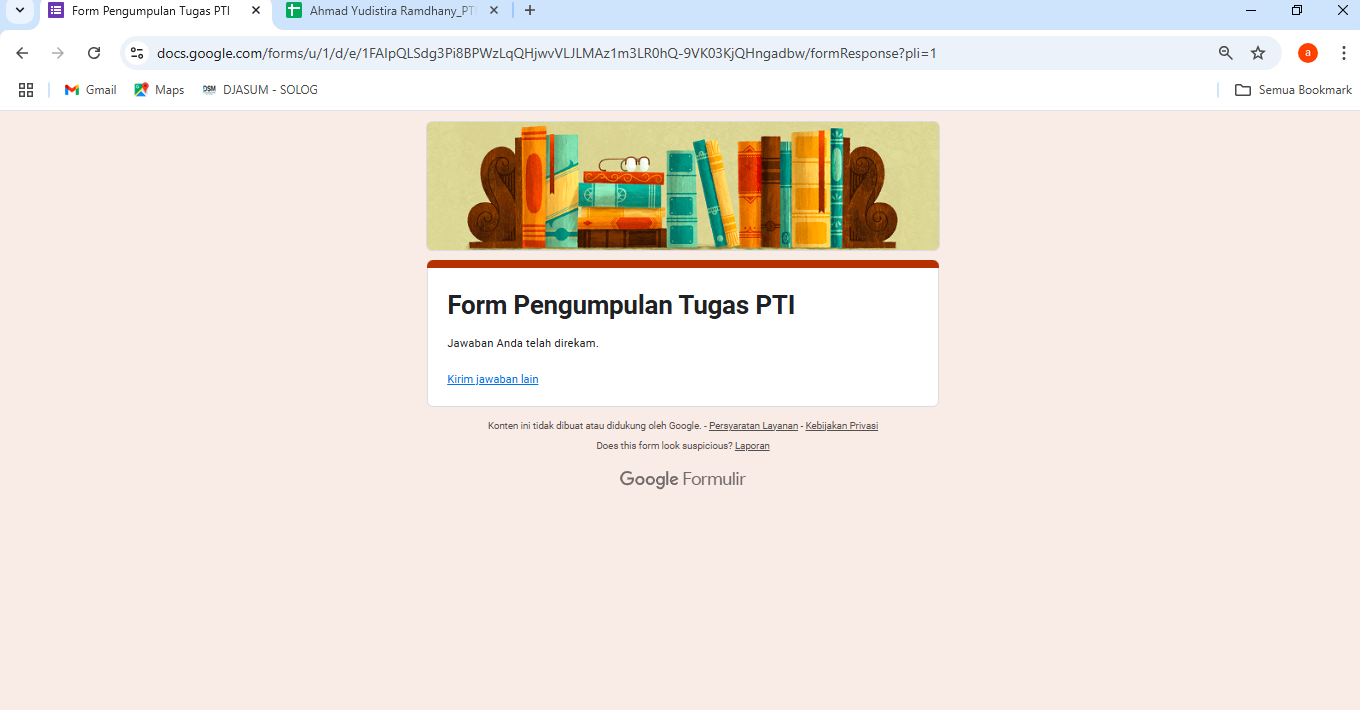 Form Pengumpulan Tugas PTI
Ahmad Yudistira Ramdhany_PT
docs.google.com/forms/u/1/d/e/1FAIpQLSdg3Pi8BPWzLqQHjwvVLJLMAz1m3LR0hQ-9VK03KjQHngadbw/formResponse?pli=1
a
Gmail
Maps
DSM DJASUM - SOLOG
Semua Bookmark
Form Pengumpulan Tugas PTI
Jawaban Anda telah direkam.
Kirim jawaban lain
Konten ini tidak dibuat atau didukung oleh Google. - Persyaratan Layanan - Kebijakan Privasi
Does this form look suspicious? Laporan
Google Formulir